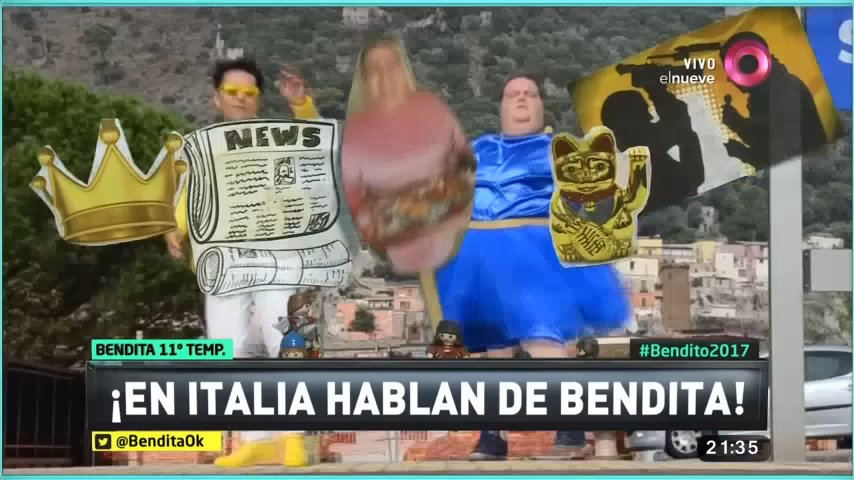 VIVO
elnueve
S
NEWS
BENDITA 11° TEMP.
#Bendito2017
¡EN ITALIA HABLAN DE BENDITA!
@BenditaOk
21:35